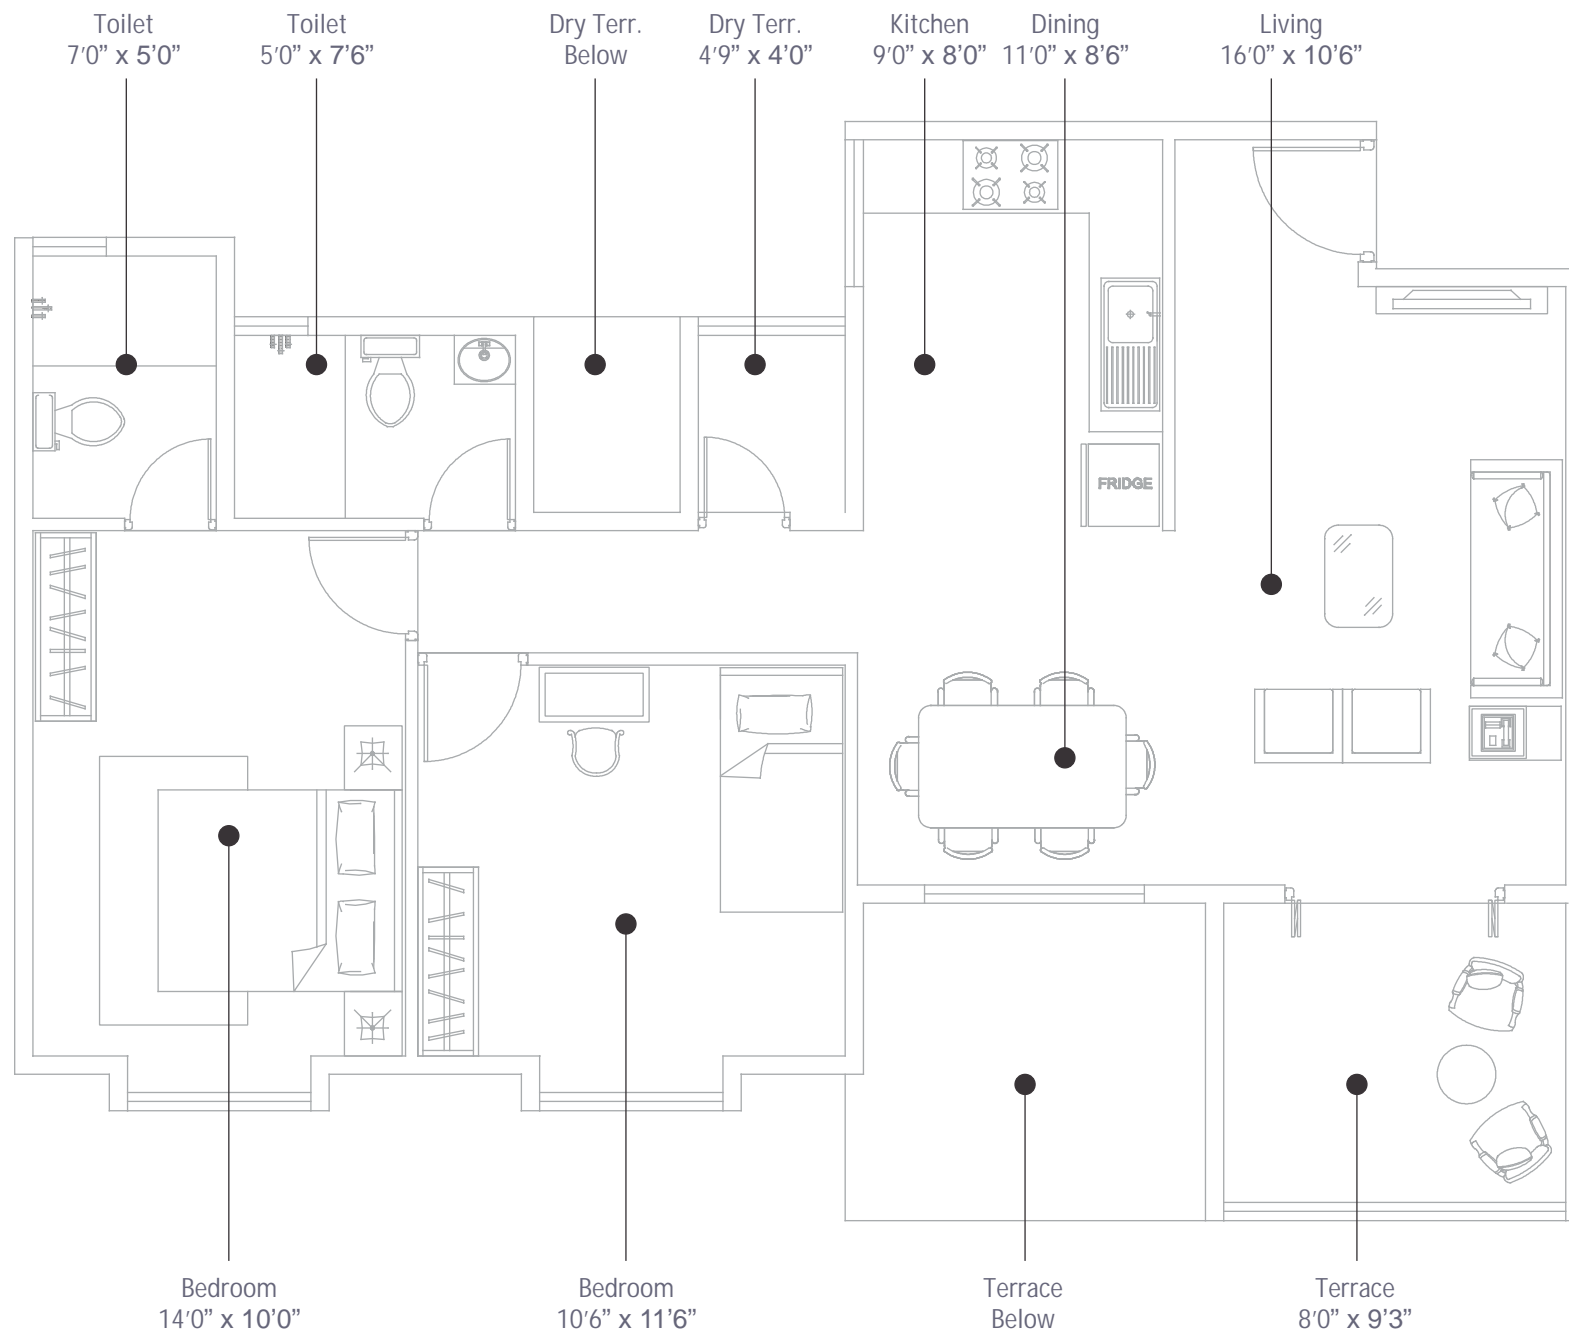 Toilet
7'0” x 5'0”
Toilet
5'0” x 7'6”
Dry Terr.
Below
Dry Terr.
4'9” x 4'0”
Kitchen
9'0” x 8'0”
Dining
11'0” x 8'6”
Living
16'0” x 10'6”
FRIDGE
Bedroom
14'0” x 10'0”
Bedroom
10'6” x 11'6”
Terrace
Below
Terrace
8'0” x 9'3”